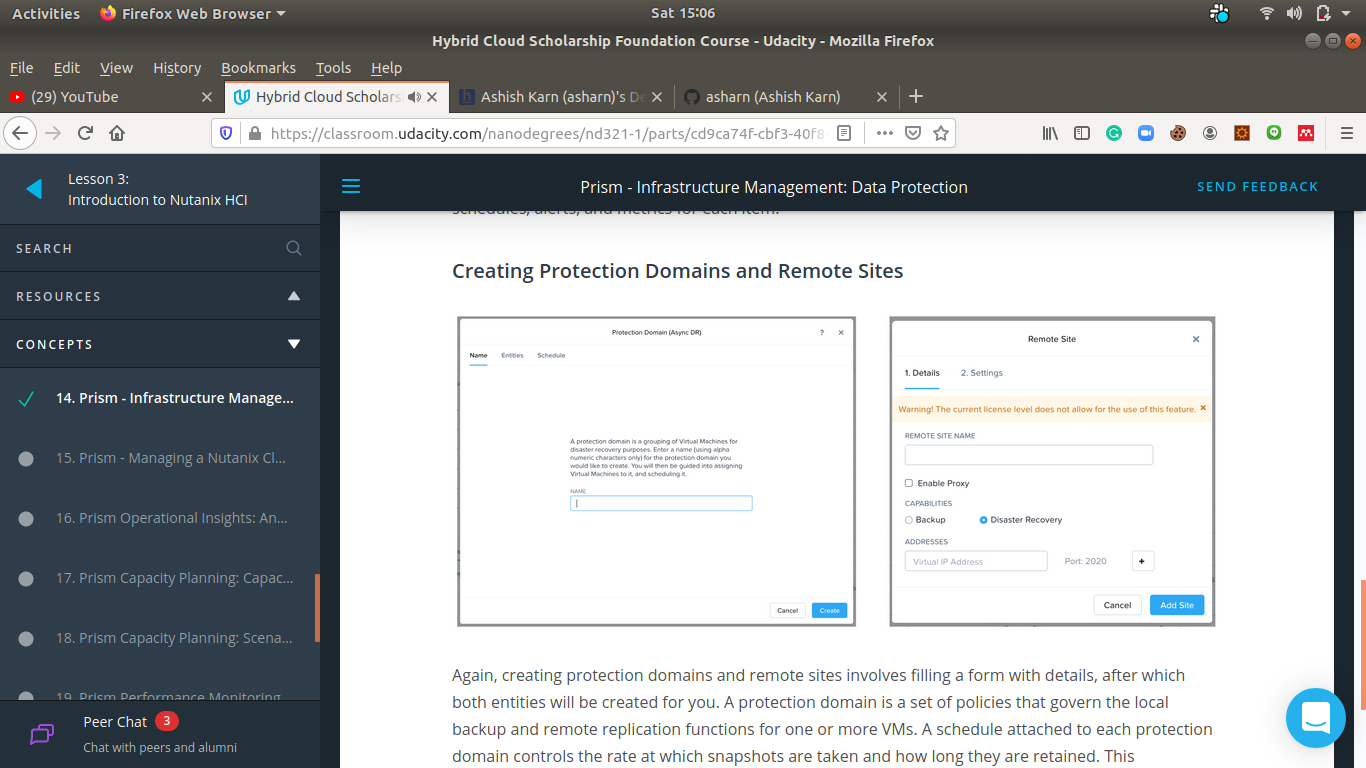 Activities
Firefox Web Browser
Sat 15:06
Hybrid Cloud Scholarship Foundation Course - Udacity - Mozilla Firefox
File Edit View History Bookmarks Tools Help
(29) YouTube
Hybrid Cloud Scholars
Ashish Karn (asharn)'s De
asharn (Ashish Karn)
https://classroom.udacity.com/nanodegrees/nd321-1/parts/cd9ca74f-cbf3-40f8
Lesson 3:
Introduction to Nutanix HCI
SEARCH
RESOURCES
CONCEPTS
14. Prism - Infrastructure Manage...
15. Prism - Managing a Nutanix Cl...
16. Prism Operational Insights: An...
17. Prism Capacity Planning: Capac...
18. Prism Capacity Planning: Scena...
19. Prism Performance Monitoring
Peer Chat 3
Chat with peers and alumni
Prism - Infrastructure Management: Data Protection
SEND FEEDBACK
schedules, alerts, and metrics for each item.
Creating Protection Domains and Remote Sites
Protection Domain (Async DR)
? ×
Name Entities Schedule
A protection domain is a grouping of Virtual Machines for
disaster recovery purposes. Enter a name (using alpha
numeric characters only) for the protection domain you
would like to create. You will then be guided into assigning
Virtual Machines to it, and scheduling it.
NAME
Cancel Create
Remote Site
1. Details 2. Settings
Warning! The current license level does not allow for the use of this feature.
REMOTE SITE NAME
Enable Proxy
CAPABILITIES
Backup Disaster Recovery
ADDRESSES
Virtual IP Address Port: 2020 +
Cancel Add Site
Again, creating protection domains and remote sites involves filling a form with details, after which
both entities will be created for you. A protection domain is a set of policies that govern the local
backup and remote replication functions for one or more VMs. A schedule attached to each protection
domain controls the rate at which snapshots are taken and how long they are retained. This